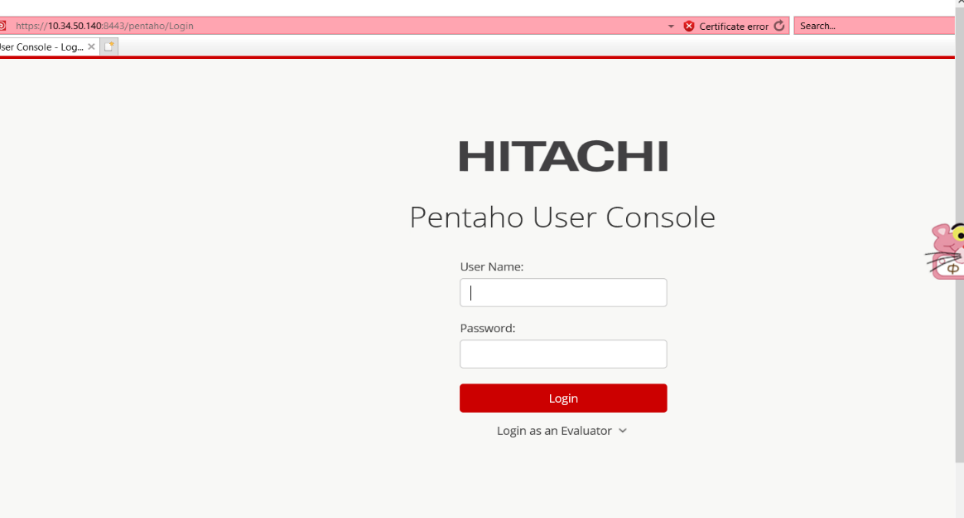 https://10.34.50.140:8443/pentaho/Login
Certificate error
Search...
User Console - Log...
HITACHI
Pentaho User Console
User Name:
Password:
Login
Login as an Evaluator